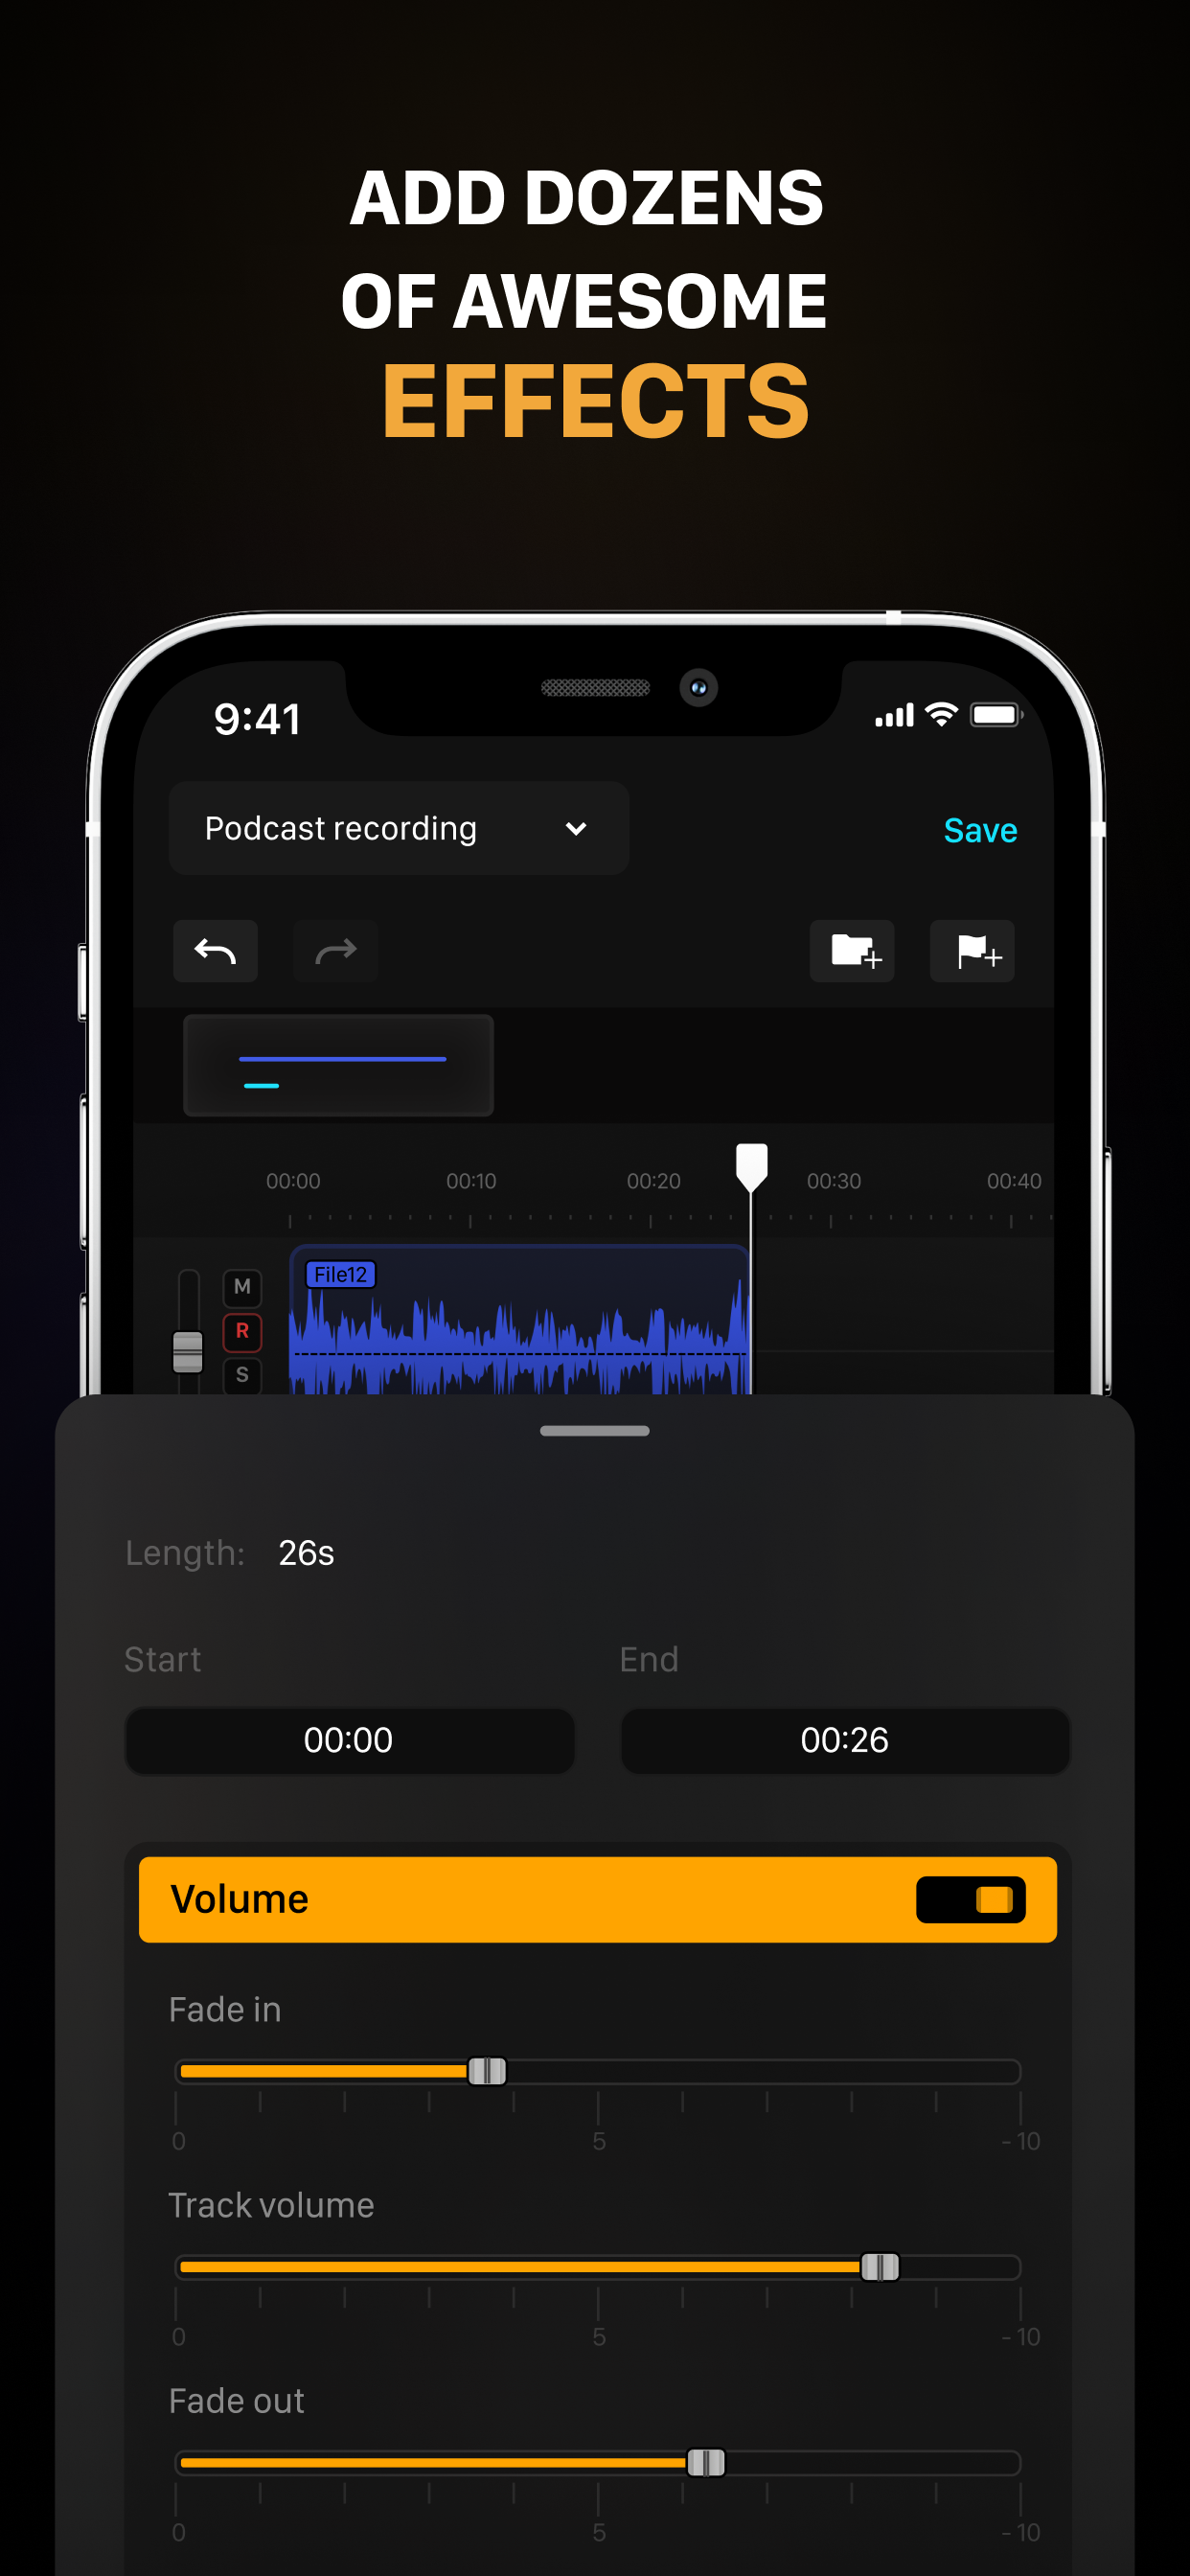 ADD DOZENS
OF AWESOME
EFFECTS
9:41
Podcast recording
Save
00:00 00:10 00:20 00:30 00:40
File12
M
R
S
Length: 26s
Start End
00:00 00:26
Volume
Fade in
0 5 - 10
Track volume
0 5 - 10
Fade out
0 5 - 10